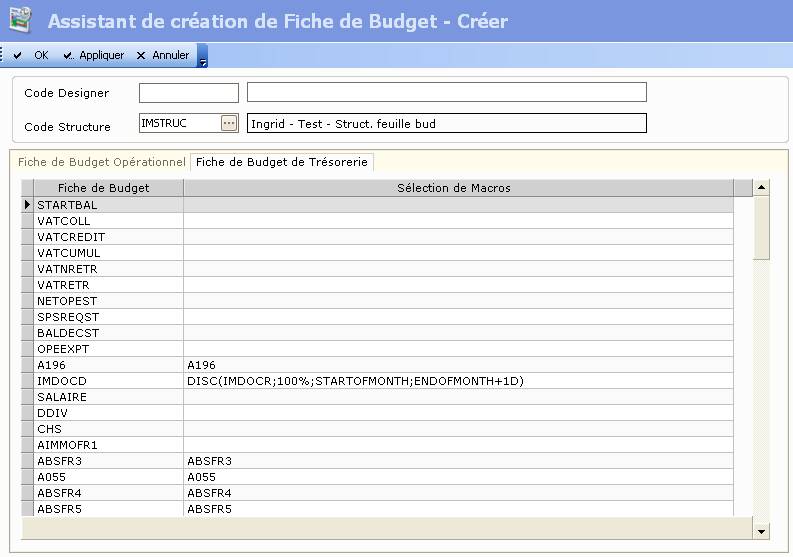 Assistant de création de Fiche de Budget - Créer
OK Appliquer Annuler
Code Designer
Code Structure IMSTRUC ... Ingrid - Test - Struct. feuille bud
Fiche de Budget Opérationnel Fiche de Budget de Trésorerie
Fiche de Budget Sélection de Macros
STARTBAL
VATCOLL
VATCREDIT
VATCUMUL
VATNRETR
VATRETR
NETOPEST
SPSREQST
BALDECST
OPEEXPT
A196 A196
IMDOCD DISC(IMDOCR;100%;STARTOFMONTH;ENDOFMONTH+1D)
SALAIRE
DDIV
CHS
AIMMOFR1
ABSFR3 ABSFR3
A055 A055
ABSFR4 ABSFR4
ABSFR5 ABSFR5